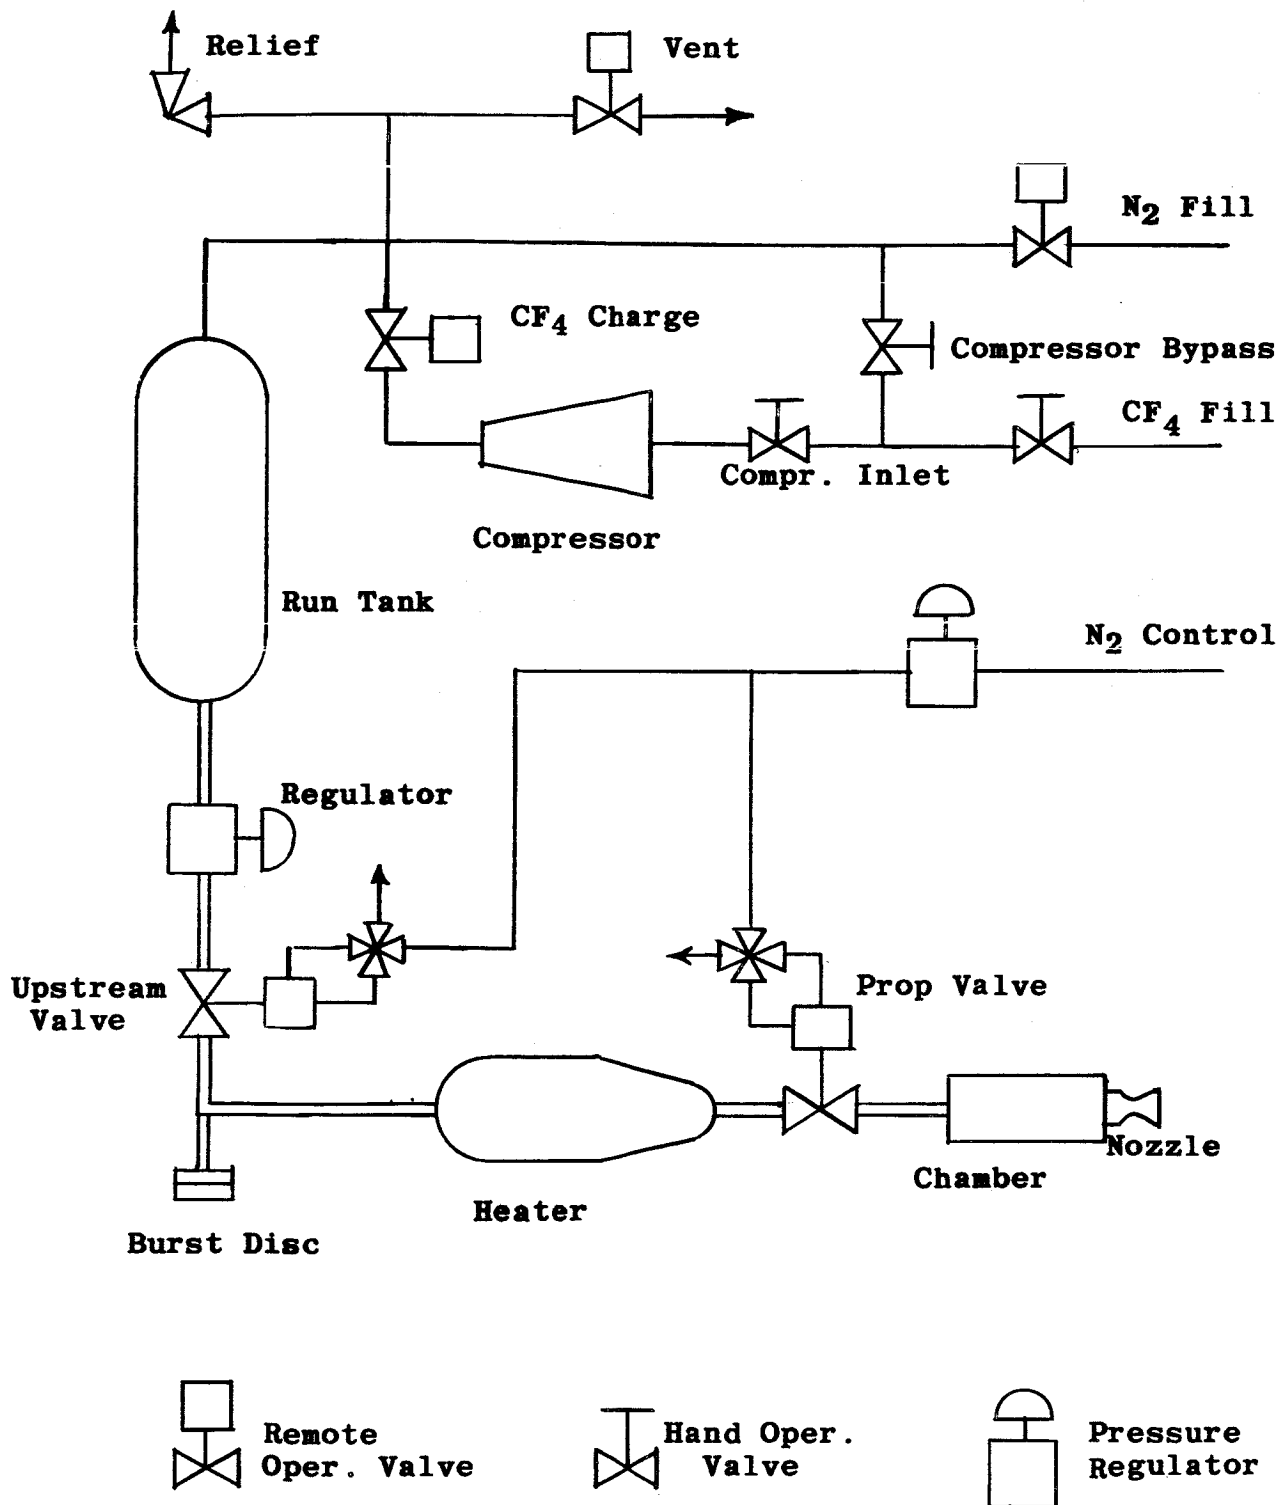 Relief
Vent
N2 Fill
CF4 Charge
Compressor Bypass
CF4 Fill
Compr. Inlet
Compressor
Run Tank
N2 Control
Regulator
Upstream
Valve
Prop Valve
Nozzle
Chamber
Heater
Burst Disc
Remote
Oper. Valve
Hand Oper.
Valve
Pressure
Regulator